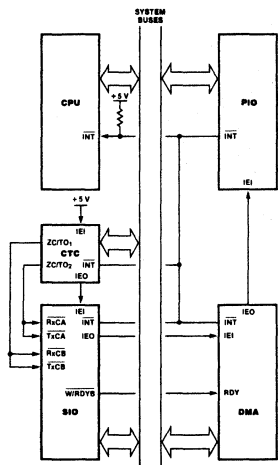 SYSTEM
BUSES
CPU
+5 V
INT
PIO
INT
IEI
+5 V
IEI
ZC/TO1
CTC
ZC/TO2
INT
IEO
IEI
RxCA
INT
TxCA
IEO
RxCB
TxCB
W/RDYB
SIO
IEO
INT
IEI
RDY
DMA